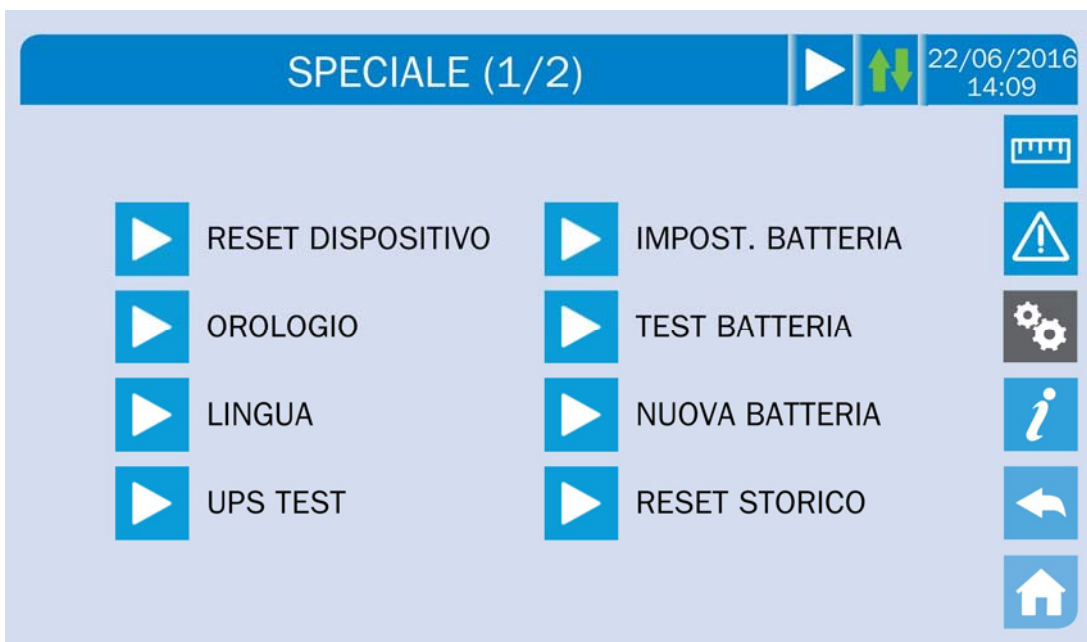 SPECIALE (1/2)
22/06/2016
14:09
RESET DISPOSITIVO
IMPOST. BATTERIA
OROLOGIO
TEST BATTERIA
LINGUA
NUOVA BATTERIA
UPS TEST
RESET STORICO